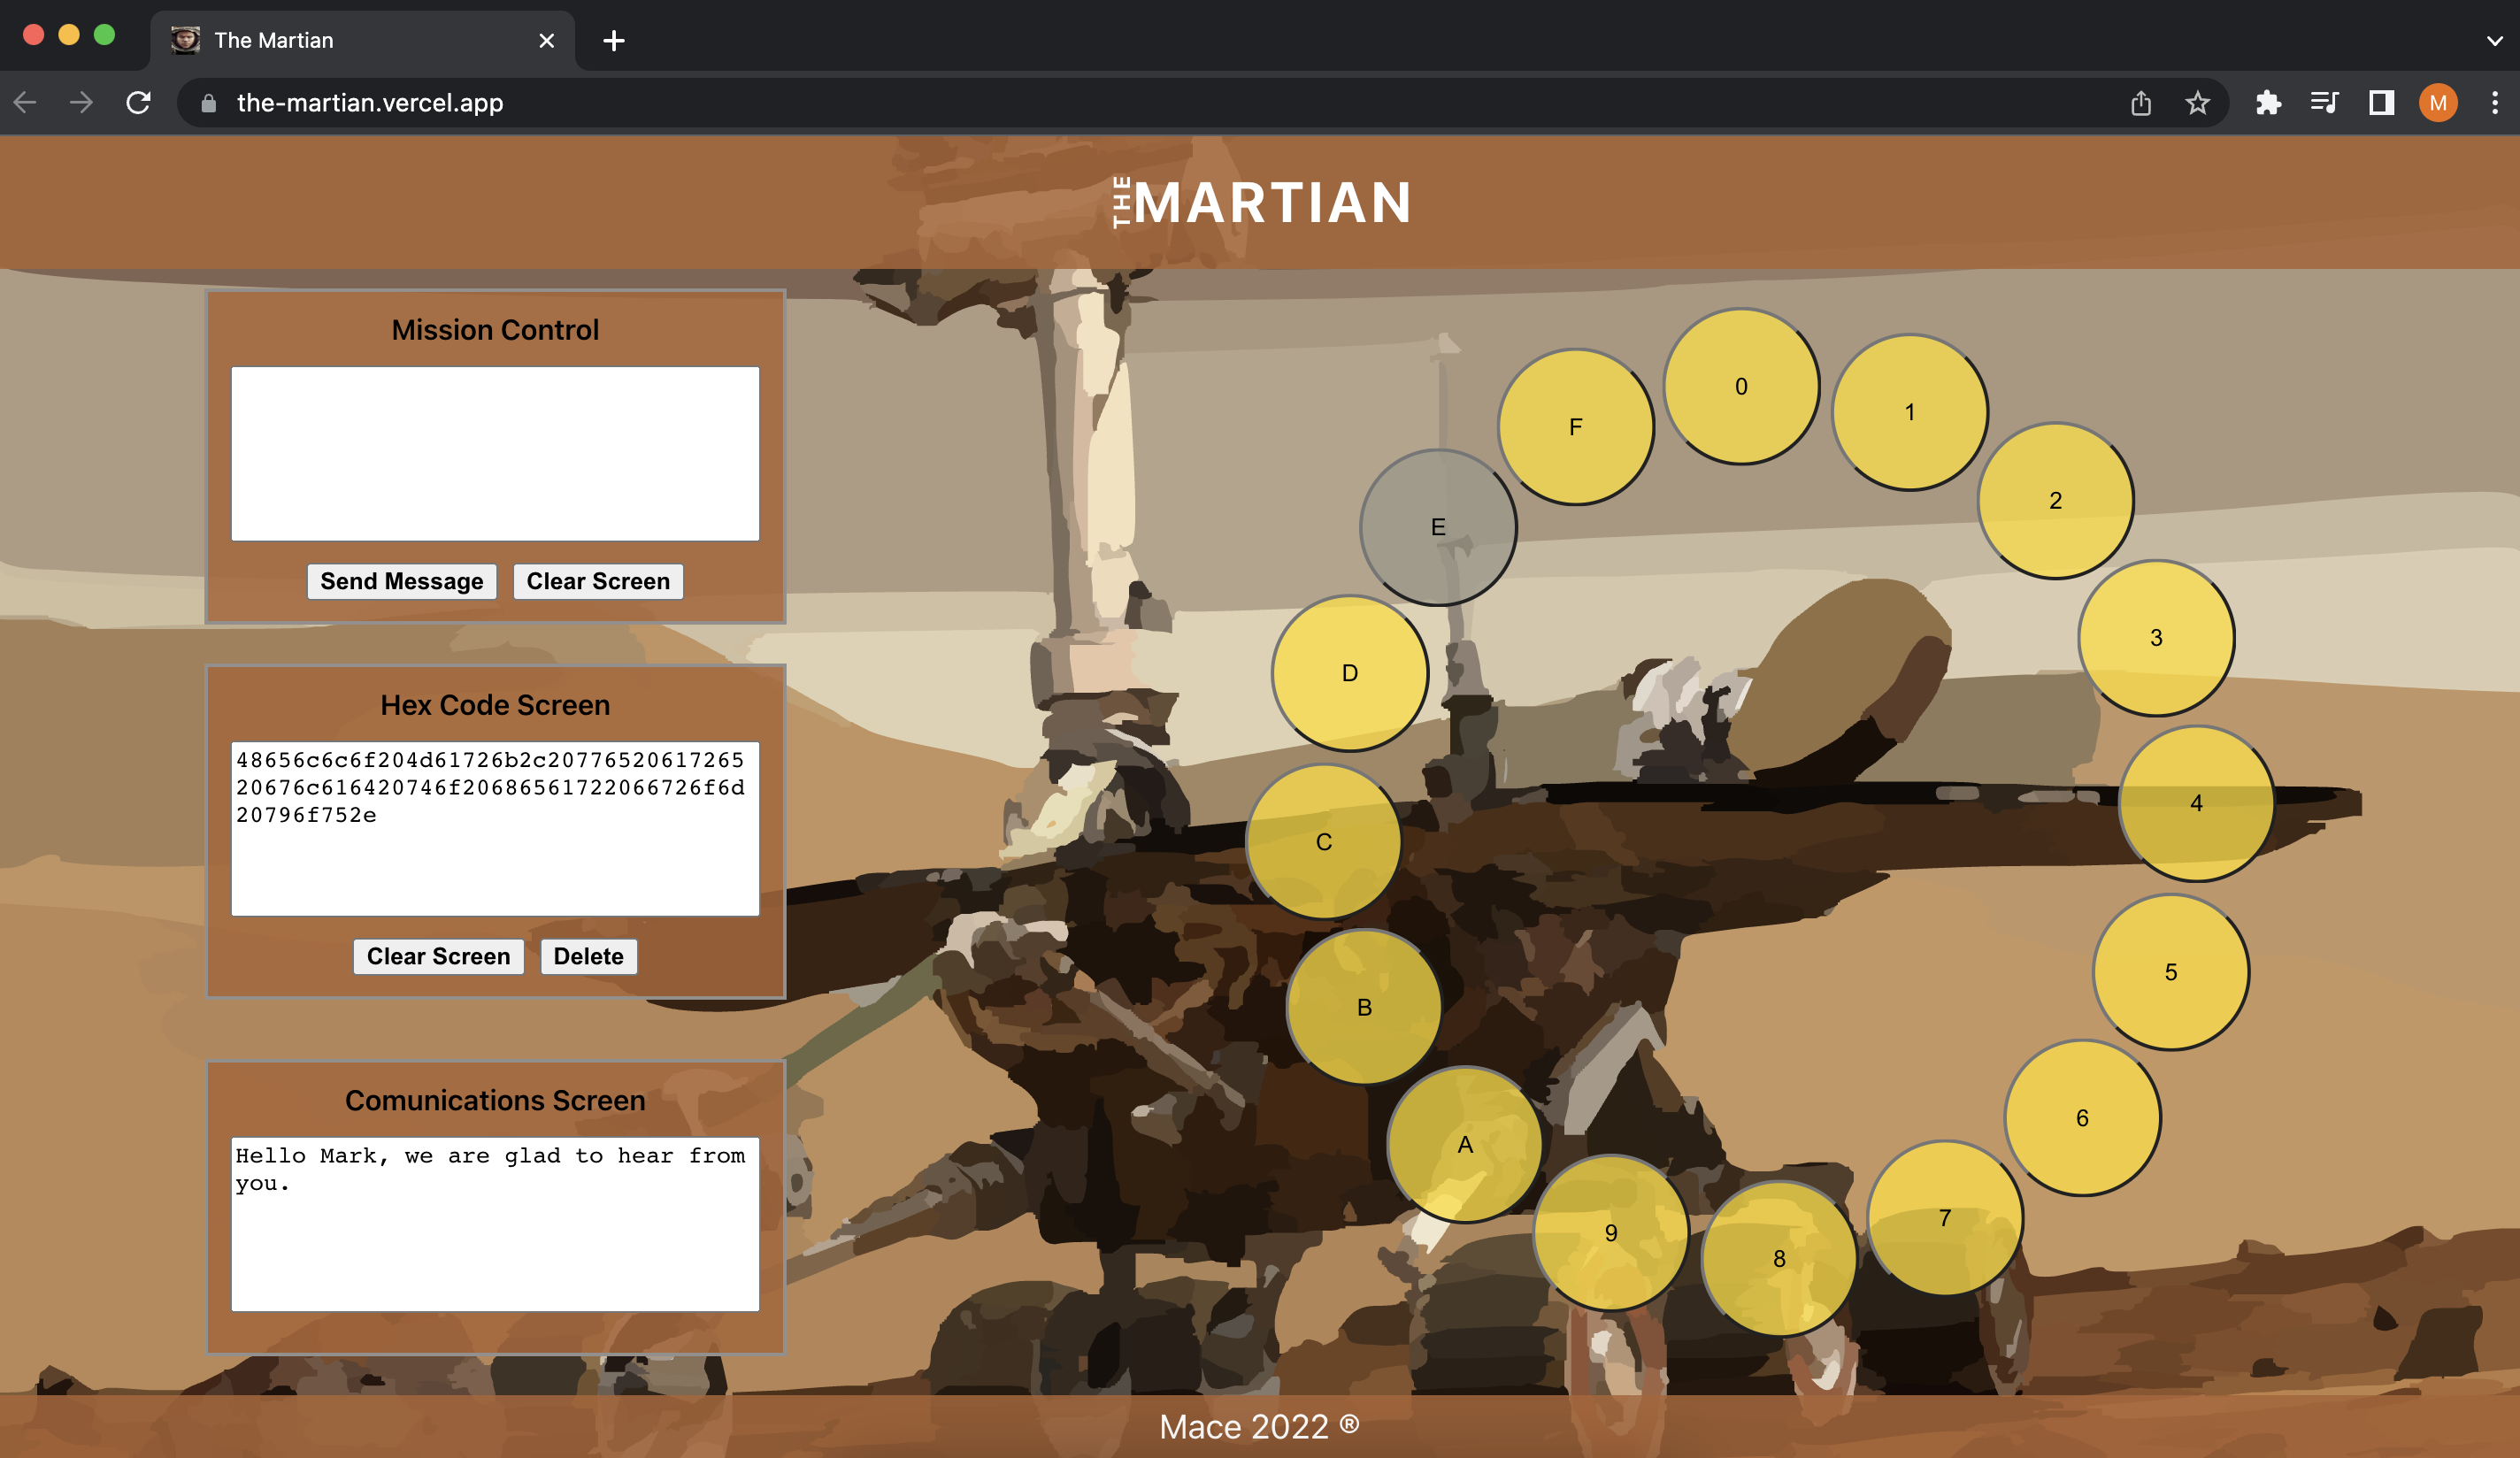 The Martian
the-martian.vercel.app
M
THE MARTIAN
Mission Control
Send Message
Clear Screen
Hex Code Screen
48656c6c6f204d61726b2c20776520617265
20676c616420746f20686561722066726f6d
20796f752e
Clear Screen
Delete
Comunications Screen
Hello Mark, we are glad to hear from
you.
0
1
2
3
4
5
6
7
8
9
A
B
C
D
E
F
Mace 2022 ®